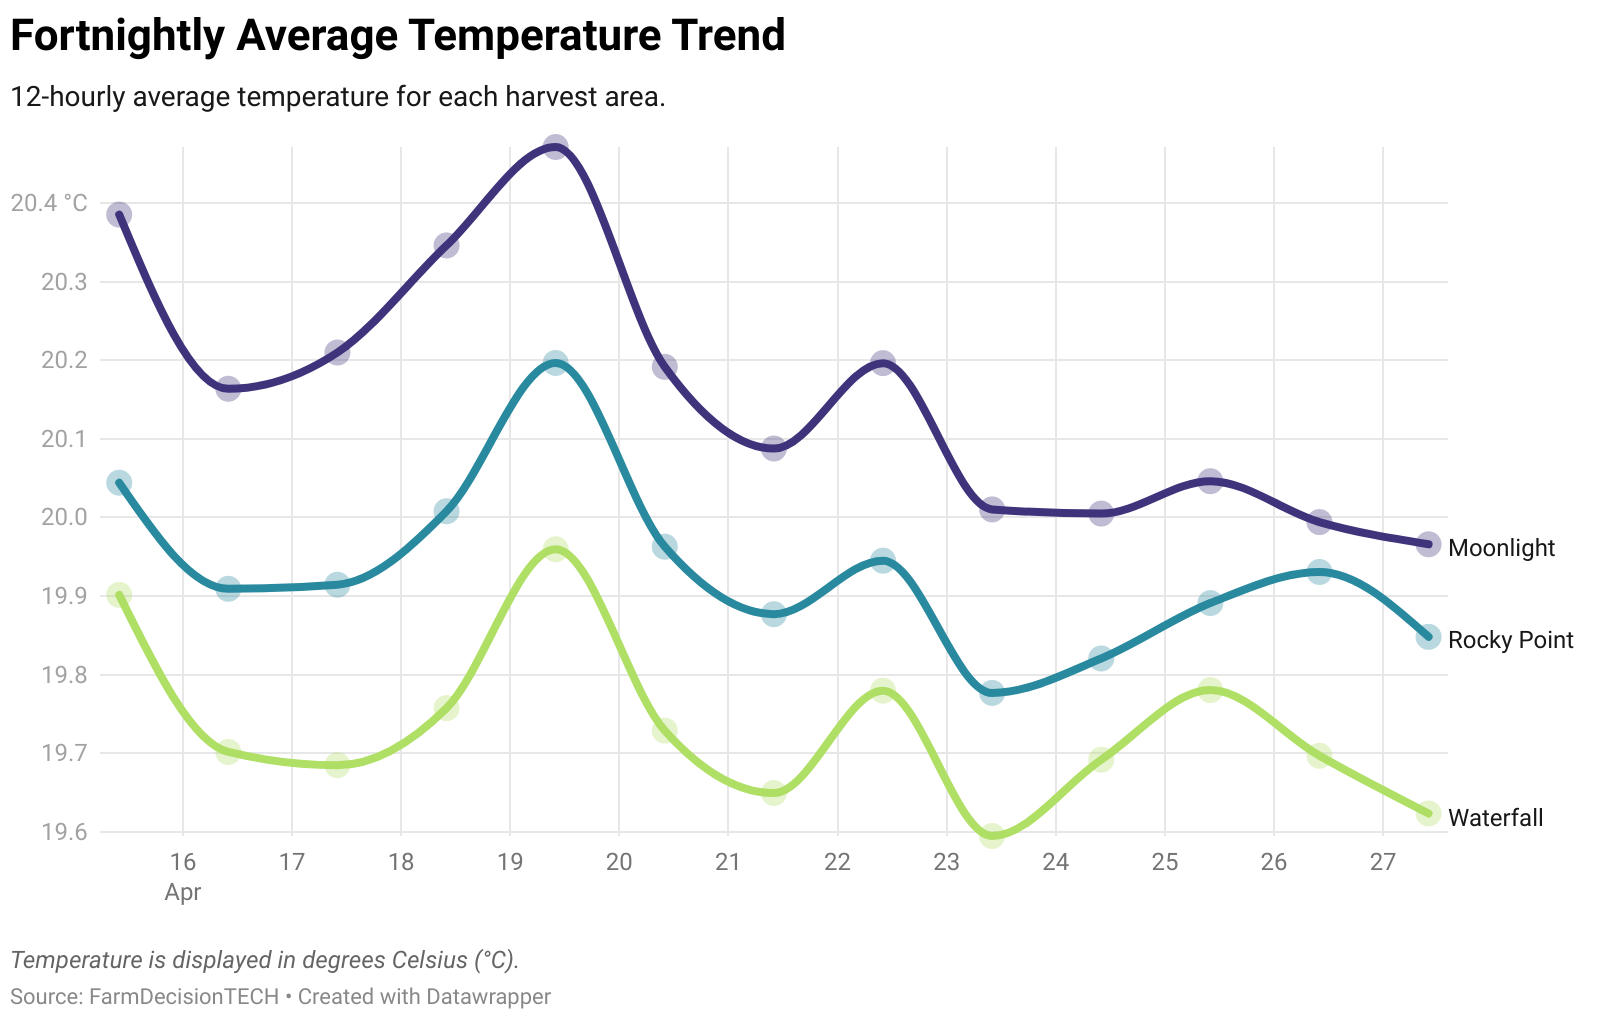 Fortnightly Average Temperature Trend
12-hourly average temperature for each harvest area.
20.4 °C
20.3
20.2
20.1
20.0
19.9
19.8
19.7
19.6
Moonlight
Rocky Point
Waterfall
16 17 18 19 20 21 22 23 24 25 26 27
Apr
Temperature is displayed in degrees Celsius (°C).
Source: FarmDecisionTECH • Created with Datawrapper